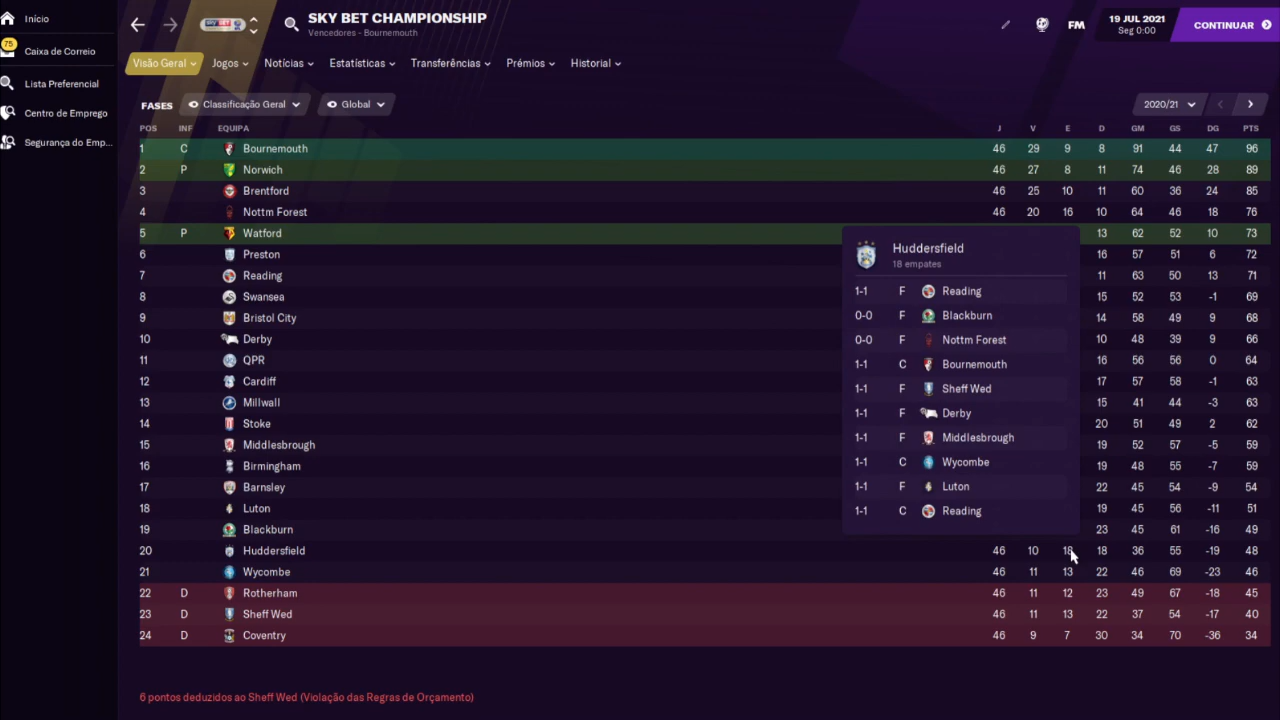 Início
75
Caixa de Correio
Lista Preferencial
Centro de Emprego
Segurança do Emp...
SKY BET CHAMPIONSHIP
Vencedores - Bournemouth
FM
19 JUL 2021
Seg 0:00
CONTINUAR
Visão Geral
Jogos
Notícias
Estatísticas
Transferências
Prémios
Historial
FASES
Classificação Geral
Global
2020/21
POS INF EQUIPA J V E D GM GS DG PTS
1 C Bournemouth 46 29 9 8 91 44 47 96
2 P Norwich 46 27 8 11 74 46 28 89
3 Brentford 46 25 10 11 60 36 24 85
4 Nottm Forest 46 20 16 10 64 46 18 76
5 P Watford 13 62 52 10 73
6 Preston 16 57 51 6 72
7 Reading 11 63 50 13 71
8 Swansea 15 52 53 -1 69
9 Bristol City 14 58 49 9 68
10 Derby 10 48 39 9 66
11 QPR 16 56 56 0 64
12 Cardiff 17 57 58 -1 63
13 Millwall 15 41 44 -3 63
14 Stoke 20 51 49 2 62
15 Middlesbrough 19 52 57 -5 59
16 Birmingham 19 48 55 -7 59
17 Barnsley 22 45 54 -9 54
18 Luton 19 45 56 -11 51
19 Blackburn 23 45 61 -16 49
20 Huddersfield 46 10 18 18 36 55 -19 48
21 Wycombe 46 11 13 22 46 69 -23 46
22 D Rotherham 46 11 12 23 49 67 -18 45
23 D Sheff Wed 46 11 13 22 37 54 -17 40
24 D Coventry 46 9 7 30 34 70 -36 34
Huddersfield
18 empates
1-1 F Reading
0-0 F Blackburn
0-0 F Nottm Forest
1-1 C Bournemouth
1-1 F Sheff Wed
1-1 F Derby
1-1 F Middlesbrough
1-1 C Wycombe
1-1 F Luton
1-1 C Reading
6 pontos deduzidos ao Sheff Wed (Violação das Regras de Orçamento)